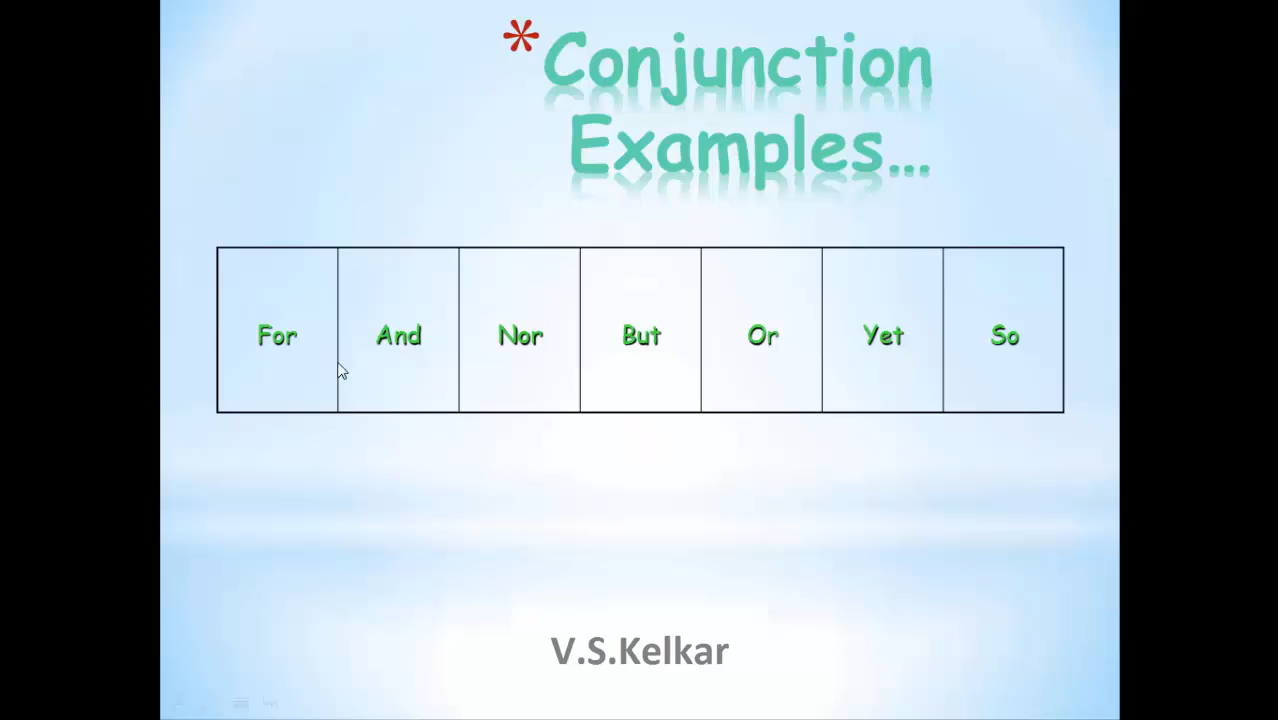 *Conjunction
Examples...
For And Nor But Or Yet So
V.S.Kelkar